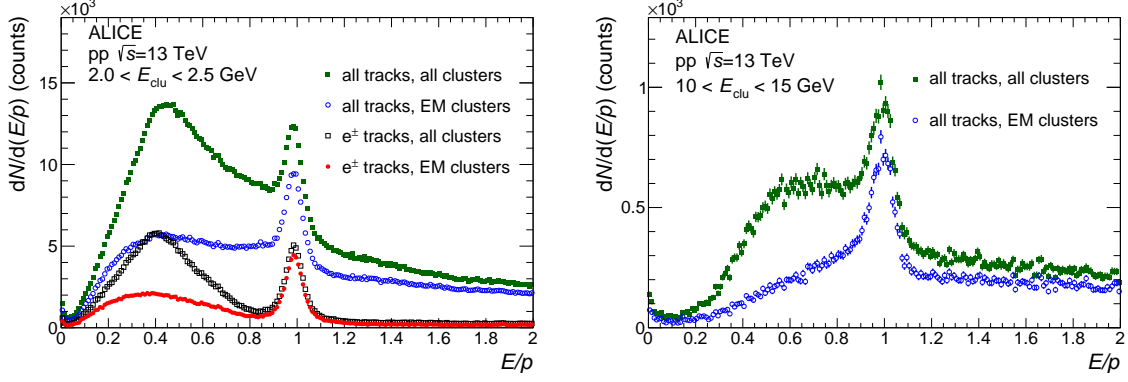 ×10³
dN/d(E/p) (counts)
ALICE
pp √s=13 TeV
2.0 < E_clu < 2.5 GeV
all tracks, all clusters
all tracks, EM clusters
e± tracks, all clusters
e± tracks, EM clusters
15
10
5
0
0 0.2 0.4 0.6 0.8 1 1.2 1.4 1.6 1.8 2
E/p
×10³
dN/d(E/p) (counts)
ALICE
pp √s=13 TeV
10 < E_clu < 15 GeV
all tracks, all clusters
all tracks, EM clusters
1
0.5
0
0 0.2 0.4 0.6 0.8 1 1.2 1.4 1.6 1.8 2
E/p